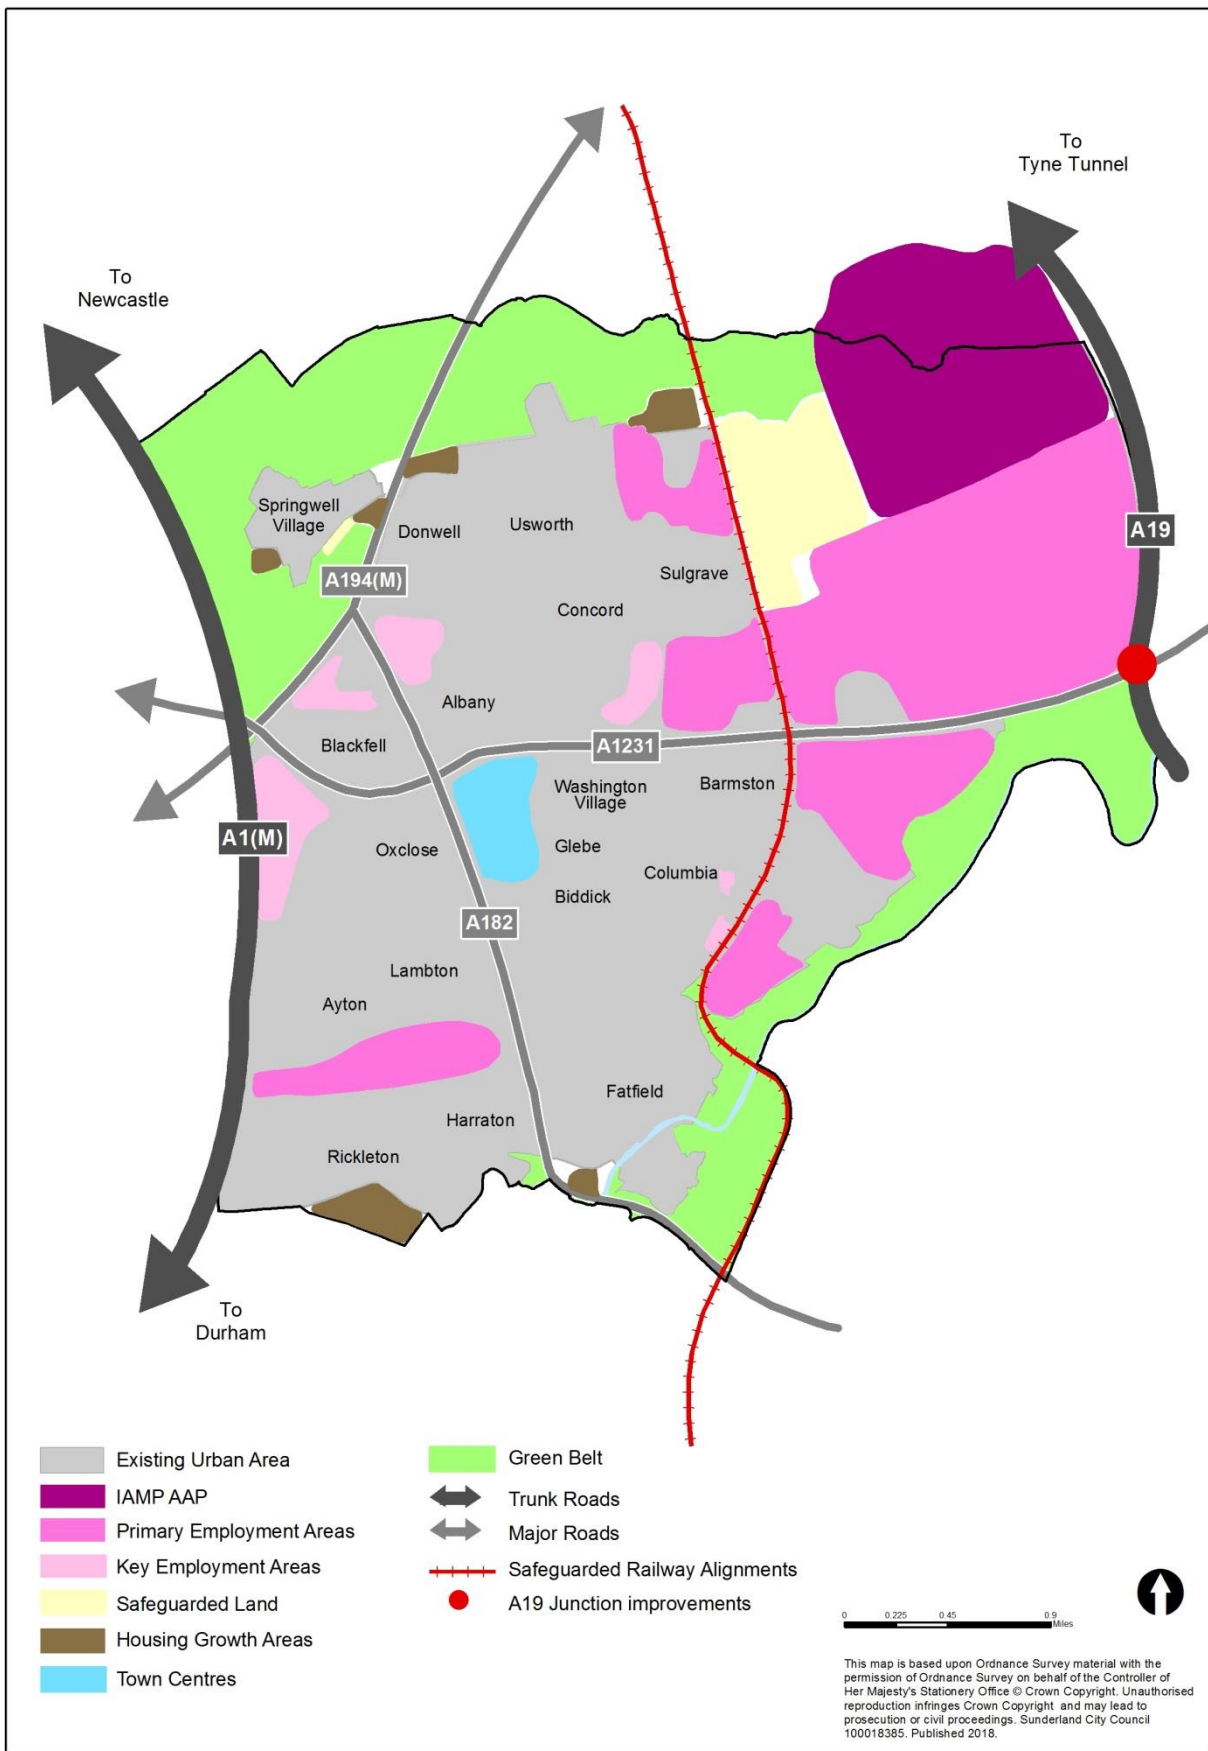 To
Tyne Tunnel
To
Newcastle
Springwell
Village
Donwell
Usworth
A19
A194(M)
Sulgrave
Concord
Albany
Blackfell
A1231
Washington
Village
Barmston
A1(M)
Oxclose
Glebe
Columbia
Biddick
A182
Lambton
Ayton
Fatfield
Harraton
Rickleton
To
Durham
Existing Urban Area
IAMP AAP
Primary Employment Areas
Key Employment Areas
Safeguarded Land
Housing Growth Areas
Town Centres
Green Belt
Trunk Roads
Major Roads
Safeguarded Railway Alignments
A19 Junction improvements
0 0.225 0.45 0.9
Miles
This map is based upon Ordnance Survey material with the
permission of Ordnance Survey on behalf of the Controller of
Her Majesty's Stationery Office © Crown Copyright. Unauthorised
reproduction infringes Crown Copyright and may lead to
prosecution or civil proceedings. Sunderland City Council
100018385. Published 2018.